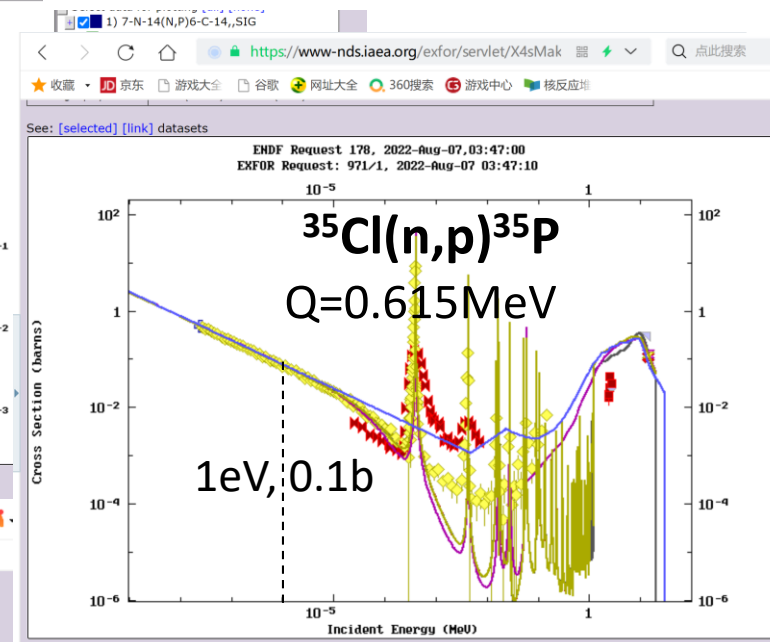 1) 7-N-14(N,P)6-C-14,,SIG
https://www-nds.iaea.org/exfor/servlet/X4sMak
点此搜索
收藏 JD 京东 游戏大全 谷歌 网址大全 360搜索 G 游戏中心 核反应堆
See: [selected] [link] datasets
ENDF Request 178, 2022-Aug-07,03:47:00
EXFOR Request: 971/1, 2022-Aug-07 03:47:10
10⁻⁵ 1
10² 10²
³⁵Cl(n,p)³⁵P
Q=0.615MeV
1 1
Cross Section (barns)
10⁻² 10⁻²
1eV, 0.1b
10⁻⁴ 10⁻⁴
10⁻⁶ 10⁻⁶
10⁻⁵ 1
Incident Energy (MeV)
-1
-2
-3